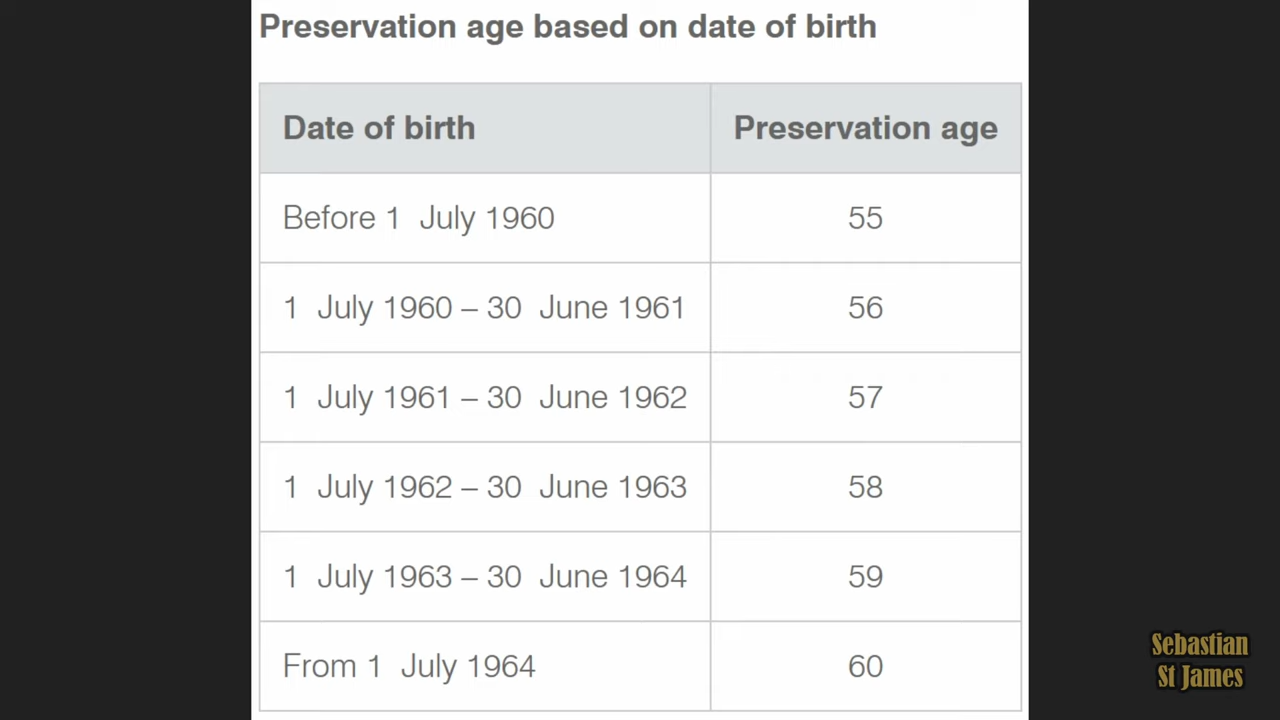 Preservation age based on date of birth
Date of birth Preservation age
Before 1 July 1960 55
1 July 1960 – 30 June 1961 56
1 July 1961 – 30 June 1962 57
1 July 1962 – 30 June 1963 58
1 July 1963 – 30 June 1964 59
From 1 July 1964 60
Sebastian
St James